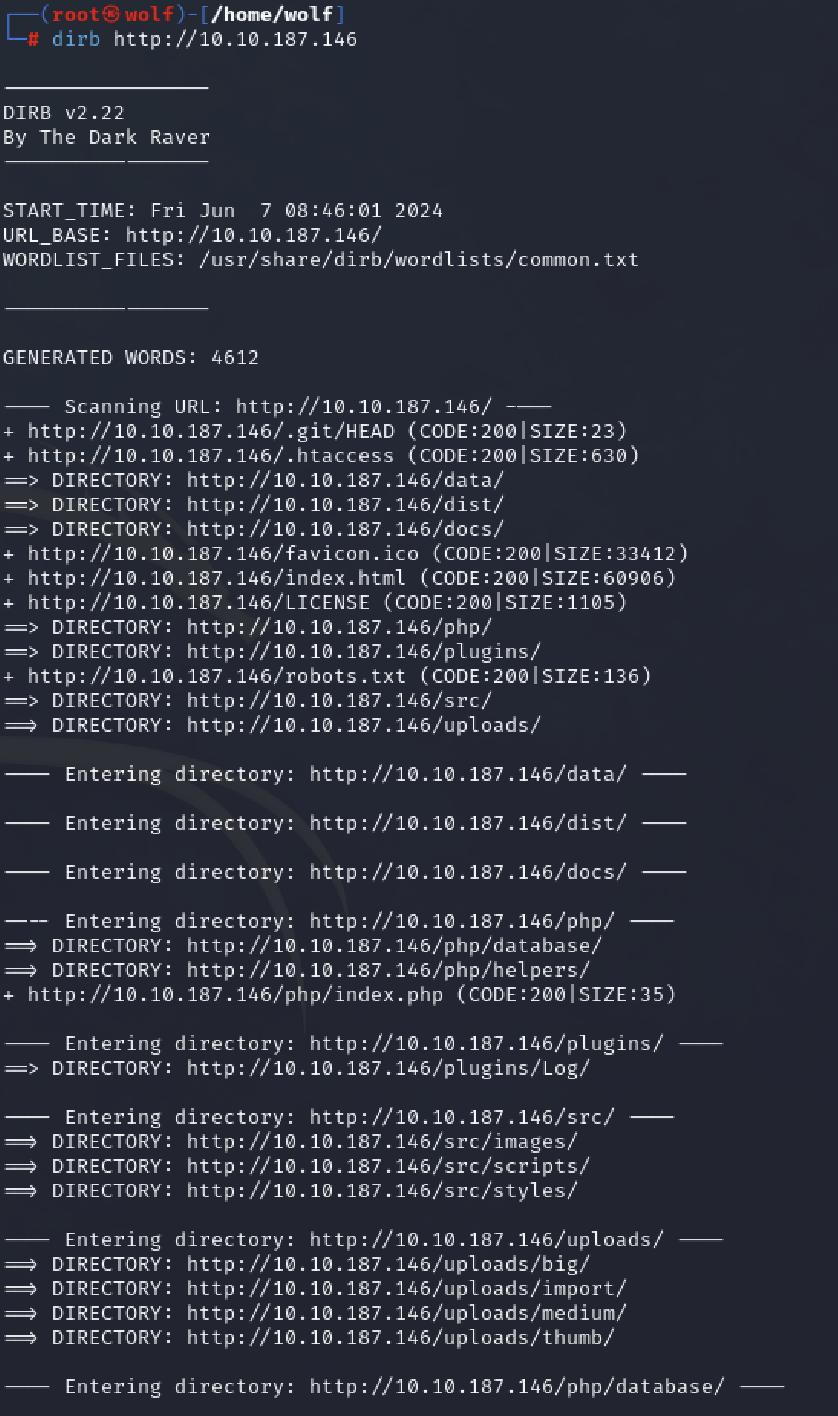 ┌──(root㉿wolf)-[/home/wolf]
└─# dirb http://10.10.187.146
-----------------
DIRB v2.22
By The Dark Raver
-----------------
START_TIME: Fri Jun  7 08:46:01 2024
URL_BASE: http://10.10.187.146/
WORDLIST_FILES: /usr/share/dirb/wordlists/common.txt
-----------------
GENERATED WORDS: 4612
---- Scanning URL: http://10.10.187.146/ ----
+ http://10.10.187.146/.git/HEAD (CODE:200|SIZE:23)
+ http://10.10.187.146/.htaccess (CODE:200|SIZE:630)
==> DIRECTORY: http://10.10.187.146/data/
==> DIRECTORY: http://10.10.187.146/dist/
==> DIRECTORY: http://10.10.187.146/docs/
+ http://10.10.187.146/favicon.ico (CODE:200|SIZE:33412)
+ http://10.10.187.146/index.html (CODE:200|SIZE:60906)
+ http://10.10.187.146/LICENSE (CODE:200|SIZE:1105)
==> DIRECTORY: http://10.10.187.146/php/
==> DIRECTORY: http://10.10.187.146/plugins/
+ http://10.10.187.146/robots.txt (CODE:200|SIZE:136)
==> DIRECTORY: http://10.10.187.146/src/
==> DIRECTORY: http://10.10.187.146/uploads/
---- Entering directory: http://10.10.187.146/data/ ----
---- Entering directory: http://10.10.187.146/dist/ ----
---- Entering directory: http://10.10.187.146/docs/ ----
---- Entering directory: http://10.10.187.146/php/ ----
==> DIRECTORY: http://10.10.187.146/php/database/
==> DIRECTORY: http://10.10.187.146/php/helpers/
+ http://10.10.187.146/php/index.php (CODE:200|SIZE:35)
---- Entering directory: http://10.10.187.146/plugins/ ----
==> DIRECTORY: http://10.10.187.146/plugins/Log/
---- Entering directory: http://10.10.187.146/src/ ----
==> DIRECTORY: http://10.10.187.146/src/images/
==> DIRECTORY: http://10.10.187.146/src/scripts/
==> DIRECTORY: http://10.10.187.146/src/styles/
---- Entering directory: http://10.10.187.146/uploads/ ----
==> DIRECTORY: http://10.10.187.146/uploads/big/
==> DIRECTORY: http://10.10.187.146/uploads/import/
==> DIRECTORY: http://10.10.187.146/uploads/medium/
==> DIRECTORY: http://10.10.187.146/uploads/thumb/
---- Entering directory: http://10.10.187.146/php/database/ ----